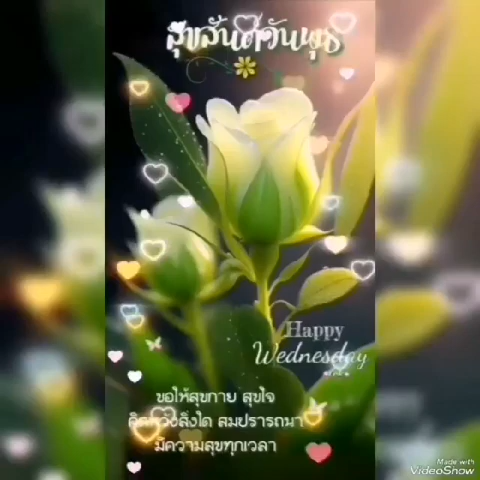 สุขสันต์วันพุธ
Happy
Wednesday
ขอให้สุขกาย สุขใจ
คิดหวังสิ่งใด สมปรารถนา
มีความสุขทุกเวลา
Made with
VideoSnow